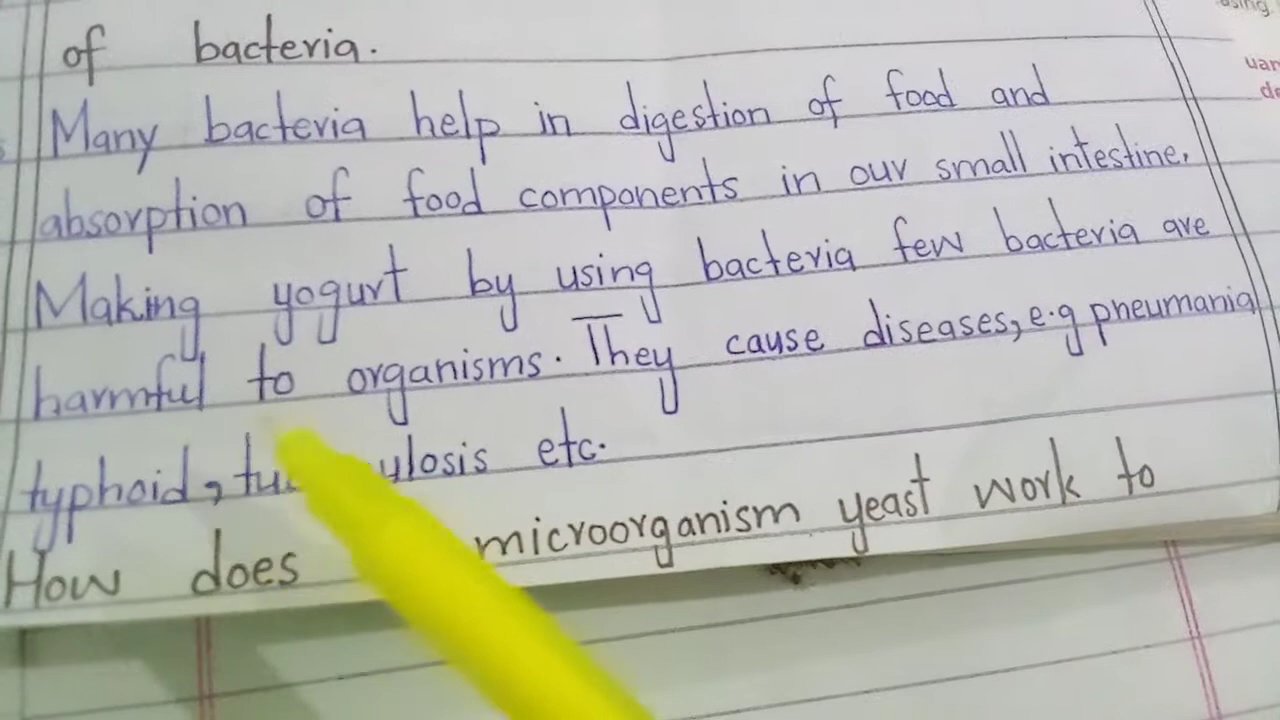 of bacteria.
Many bacteria help in digestion of food and
absorption of food components in our small intestine.
Making yogurt by using bacteria few bacteria are
harmful to organisms. They cause diseases, e.g pneumania
typhoid, etc.
How does microorganism yeast work to